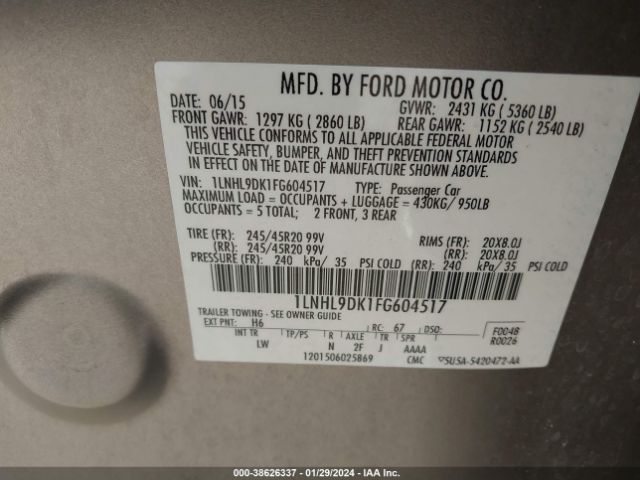 MFD. BY FORD MOTOR CO.
DATE: 06/15 GVWR: 2431 KG ( 5360 LB)
FRONT GAWR: 1297 KG ( 2860 LB) REAR GAWR: 1152 KG ( 2540 LB)
THIS VEHICLE CONFORMS TO ALL APPLICABLE FEDERAL MOTOR
VEHICLE SAFETY, BUMPER, AND THEFT PREVENTION STANDARDS
IN EFFECT ON THE DATE OF MANUFACTURE SHOWN ABOVE.
VIN: 1LNHL9DK1FG604517 TYPE: Passenger Car
MAXIMUM LOAD = OCCUPANTS + LUGGAGE = 430KG/ 950LB
OCCUPANTS = 5 TOTAL; 2 FRONT, 3 REAR
TIRE (FR): 245/45R20 99V RIMS (FR): 20X8.0J
(RR): 245/45R20 99V (RR): 20X8.0J
PRESSURE (FR): 240 kPa/ 35 PSI COLD (RR): 240 kPa/ 35 PSI COLD
1LNHL9DK1FG604517
TRAILER TOWING - SEE OWNER GUIDE
EXT PNT: H6 RC: 67 DSO: F0048
INT TR TP/PS R AXLE TR SPR R0026
LW N 2F J AAAA
1201506025869 CMC ▽SUSA-5420472-AA
000-38626337 - 01/29/2024 - IAAI.com